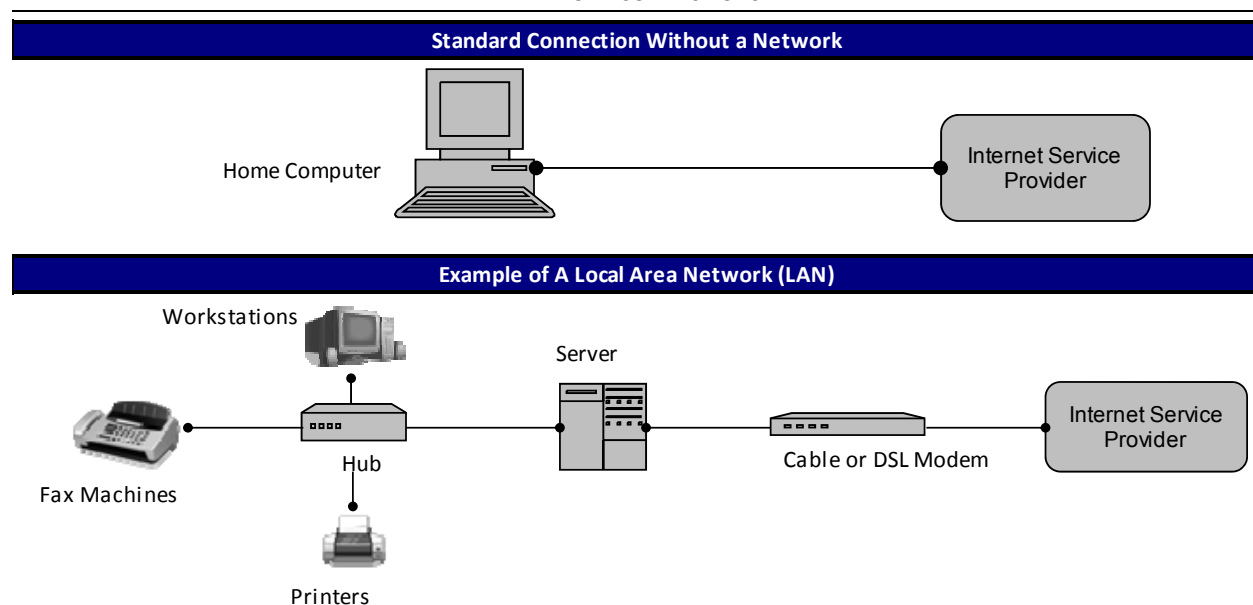 Standard Connection Without a Network
Home Computer
Internet Service
Provider
Example of A Local Area Network (LAN)
Workstations
Server
Internet Service
Provider
Hub
Cable or DSL Modem
Fax Machines
Printers